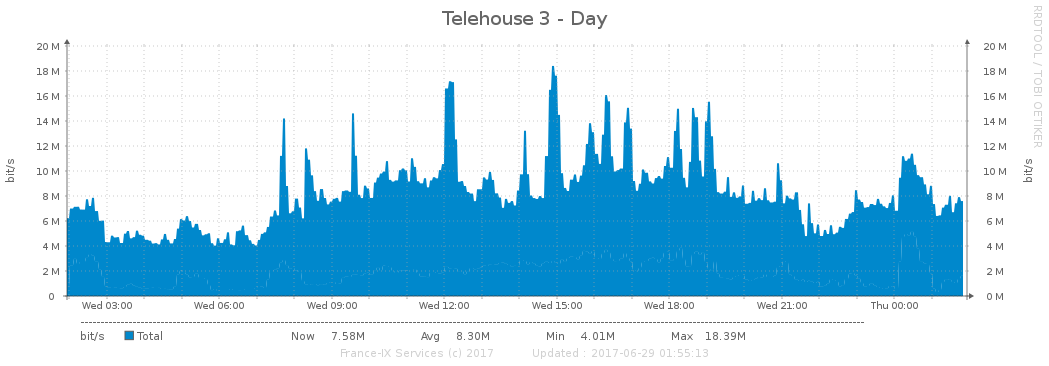 Telehouse 3 - Day
RRDTOOL / TOBI OETIKER
bit/s
20 M 20 M
18 M 18 M
16 M 16 M
14 M 14 M
12 M 12 M
10 M 10 M
8 M 8 M
6 M 6 M
4 M 4 M
2 M 2 M
0 0 M
bit/s
Wed 03:00 Wed 06:00 Wed 09:00 Wed 12:00 Wed 15:00 Wed 18:00 Wed 21:00 Thu 00:00
bit/s Total Now 7.58M Avg 8.30M Min 4.01M Max 18.39M
France-IX Services (c) 2017 Updated : 2017-06-29 01:55:13